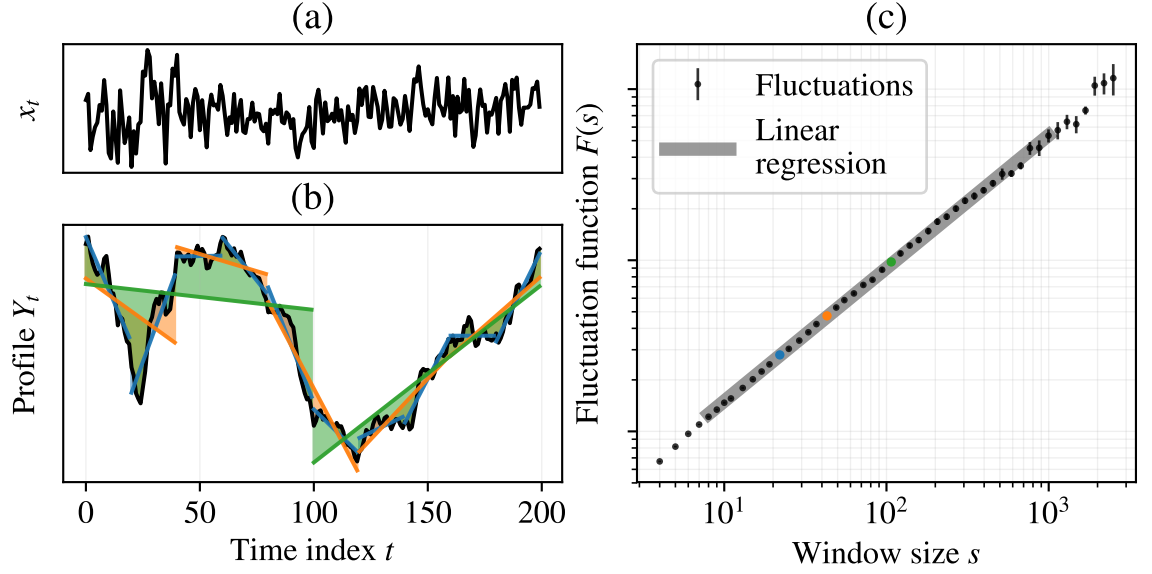 (a)
x_t
(b)
Profile Y_t
0 50 100 150 200
Time index t
(c)
Fluctuations
Linear
regression
Fluctuation function F(s)
10^1 10^2 10^3
Window size s